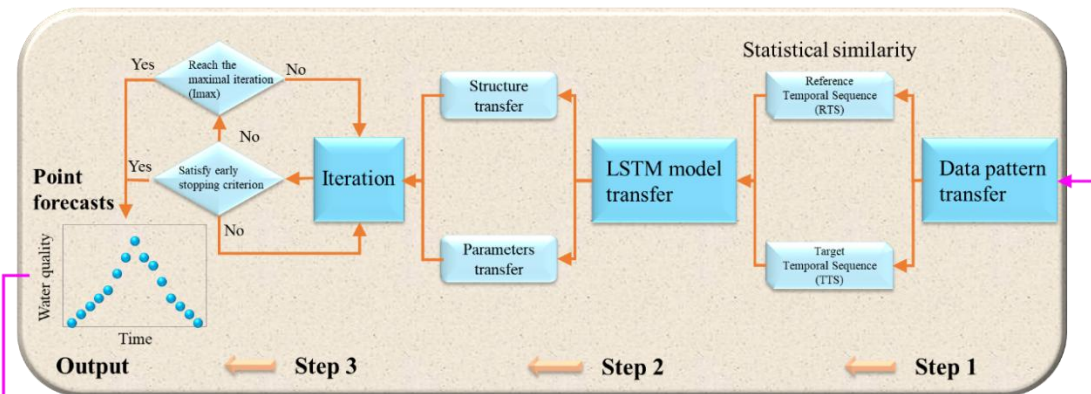 Statistical similarity
Yes
Reach the
maximal iteration
(Imax)
No
Structure
transfer
Reference
Temporal Sequence
(RTS)
No
Yes
Satisfy early
stopping criterion
Iteration
LSTM model
transfer
Data pattern
transfer
Point
forecasts
No
Parameters
transfer
Target
Temporal Sequence
(TTS)
Water quality
Time
Output
Step 3
Step 2
Step 1